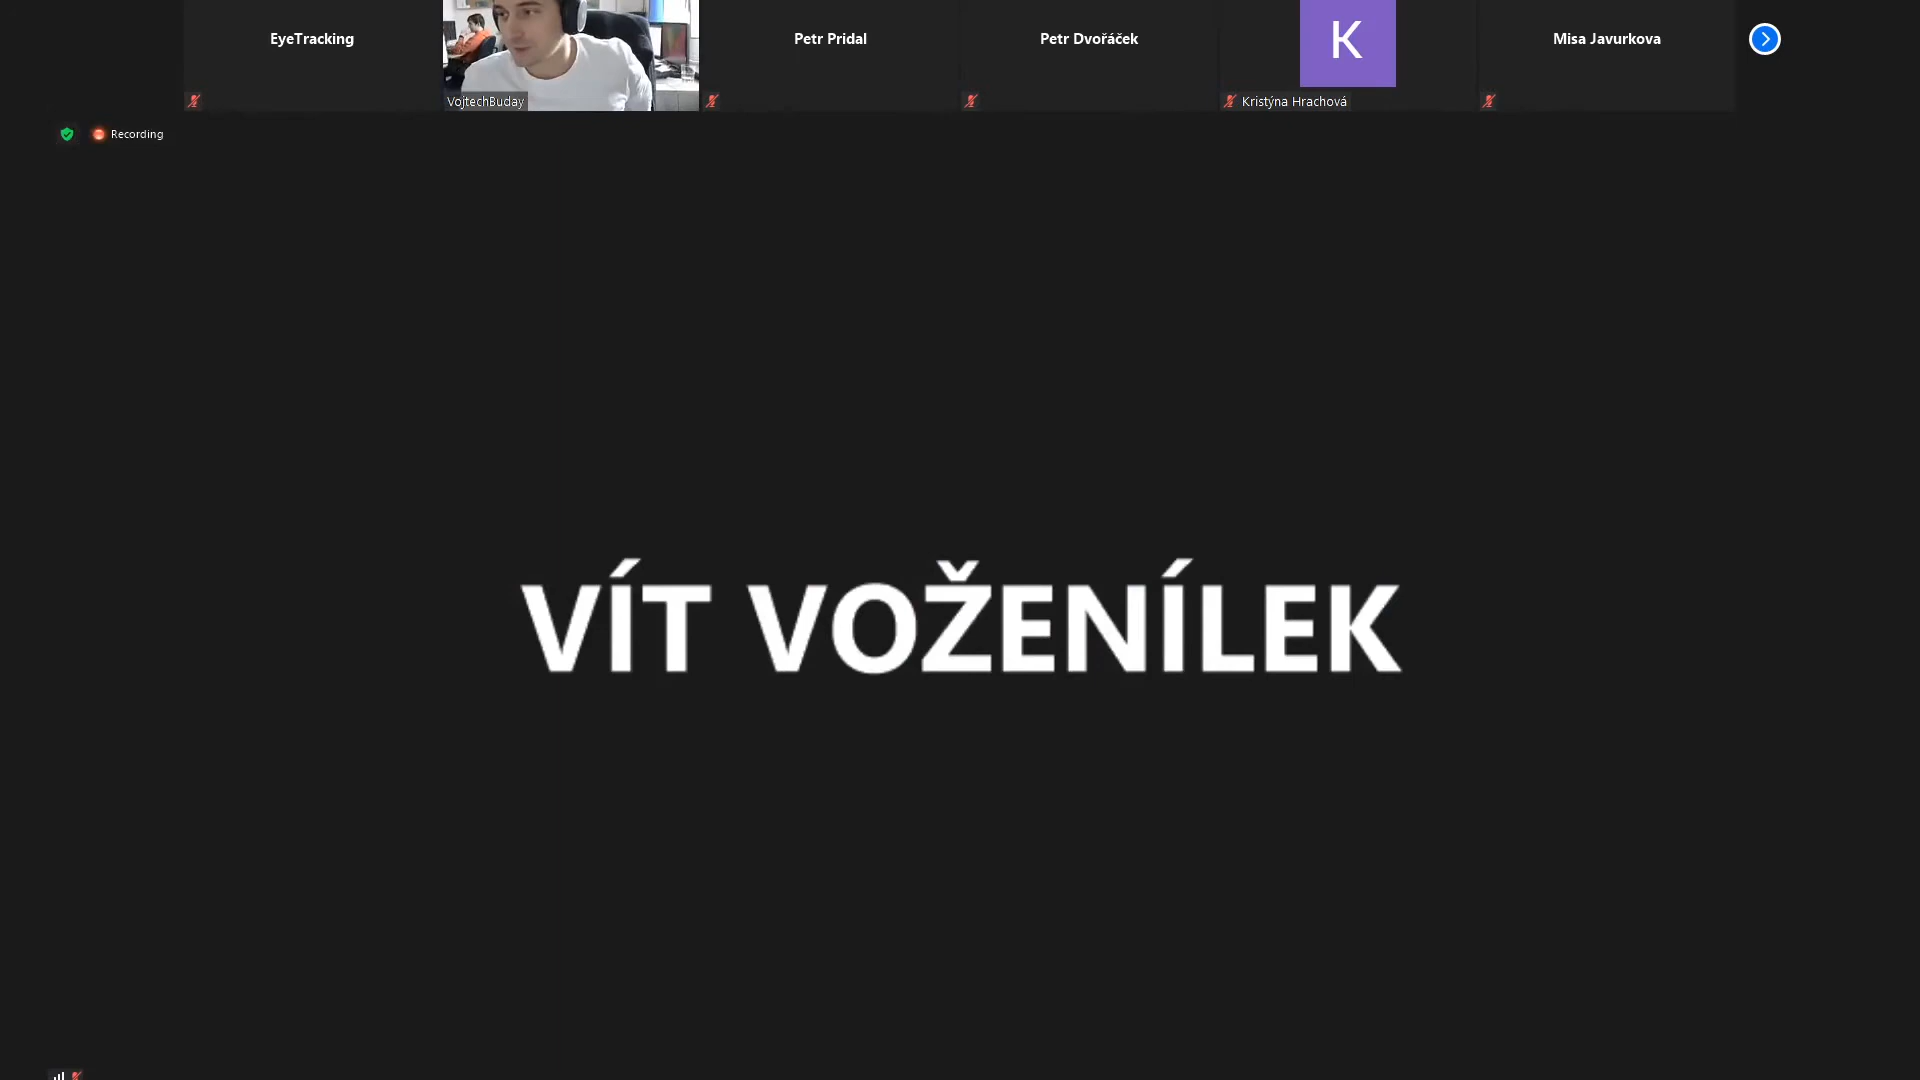 EyeTracking
VojtechBuday
Petr Pridal
Petr Dvořáček
K
Kristýna Hrachová
Misa Javurkova
Recording
VÍT VOŽENÍLEK